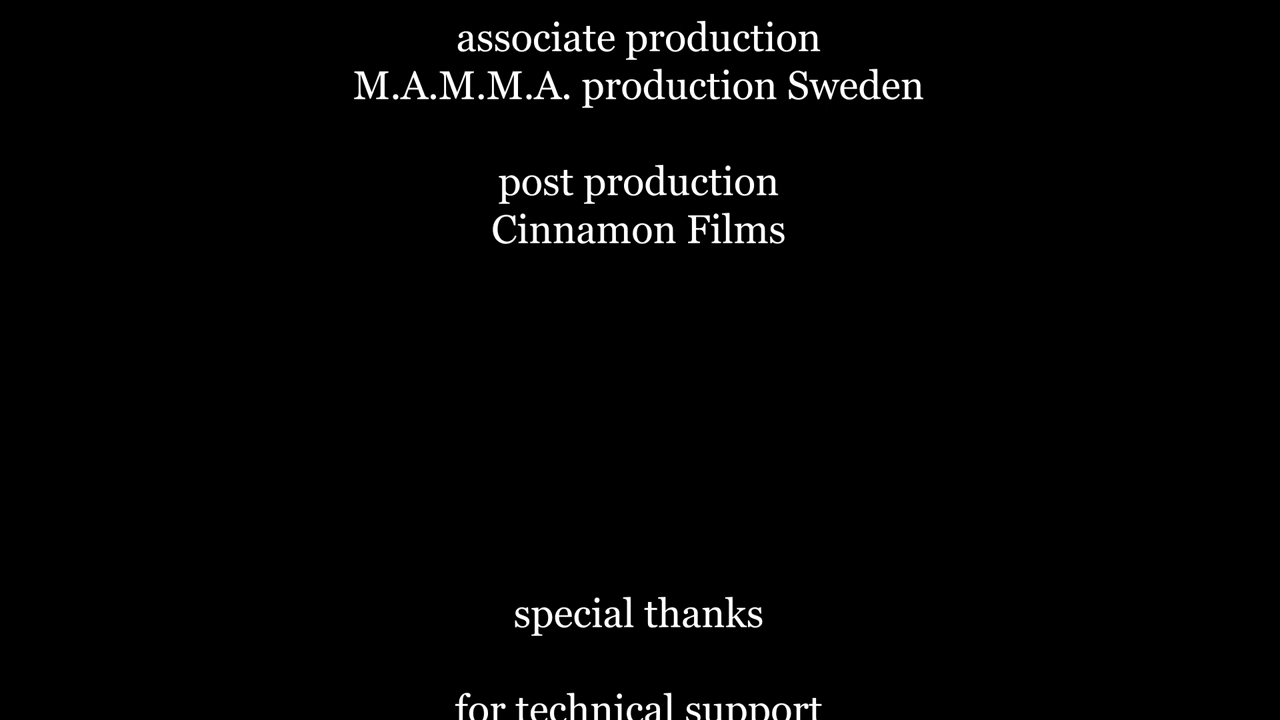 associate production
M.A.M.M.A. production Sweden
post production
Cinnamon Films
special thanks
for technical support